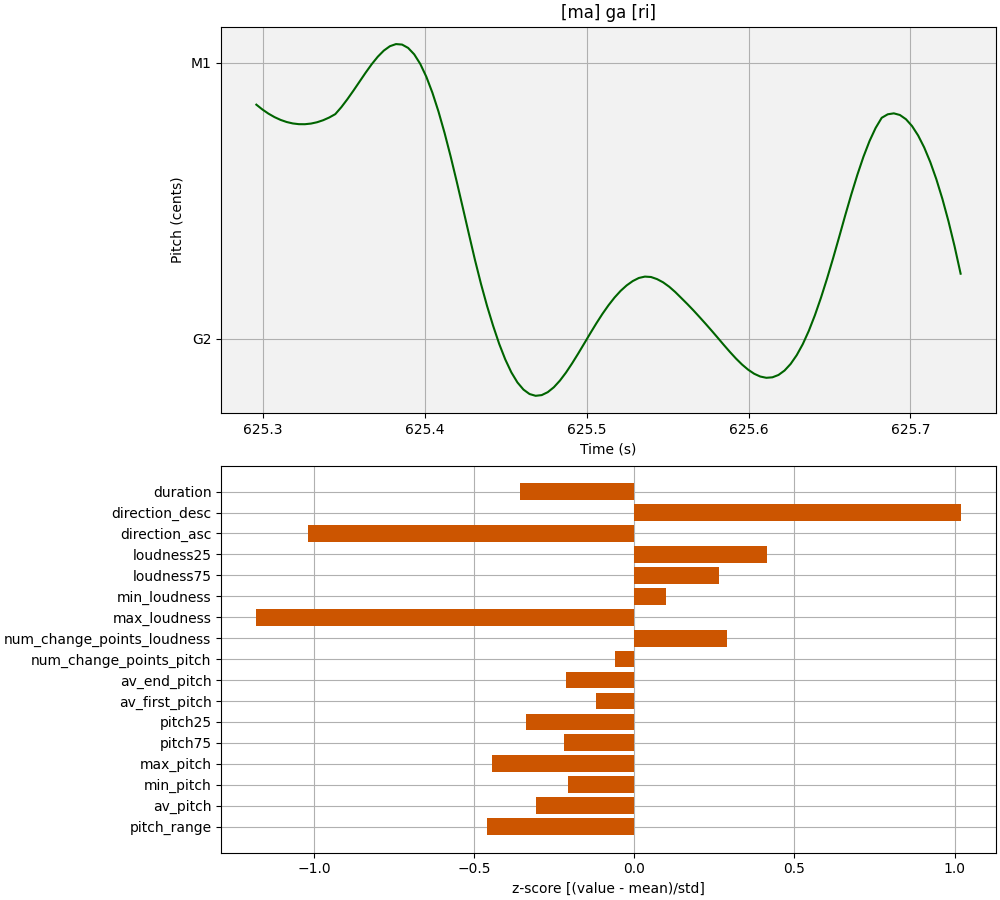 [ma] ga [ri]
M1
G2
Pitch (cents)
625.3 625.4 625.5 625.6 625.7
Time (s)
duration
direction_desc
direction_asc
loudness25
loudness75
min_loudness
max_loudness
num_change_points_loudness
num_change_points_pitch
av_end_pitch
av_first_pitch
pitch25
pitch75
max_pitch
min_pitch
av_pitch
pitch_range
−1.0 −0.5 0.0 0.5 1.0
z-score [(value - mean)/std]